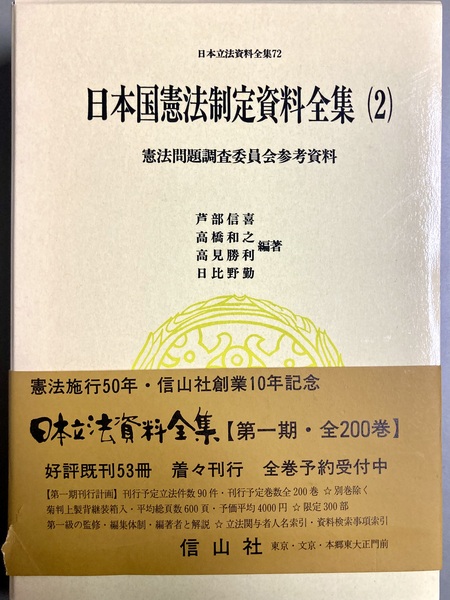 日本立法資料全集72
日本国憲法制定資料全集(2)
憲法問題調査委員会参考資料
芦部信喜
高橋和之
高見勝利
日比野勤
編著
憲法施行50年・信山社創業10年記念
日本立法資料全集【第一期・全200巻】
好評既刊53冊 着々刊行 全巻予約受付中
【第一期刊行計画】刊行予定立法件数90件・刊行予定巻数全200巻 ☆別巻除く
菊判上製背継装箱入・平均総頁数600頁・予価平均4000円 ☆限定300部
第一級の監修・編集体制・編著者と解説 ☆立法関与者人名索引・資料検索事項索引
信山社 東京・文京・本郷東大正門前